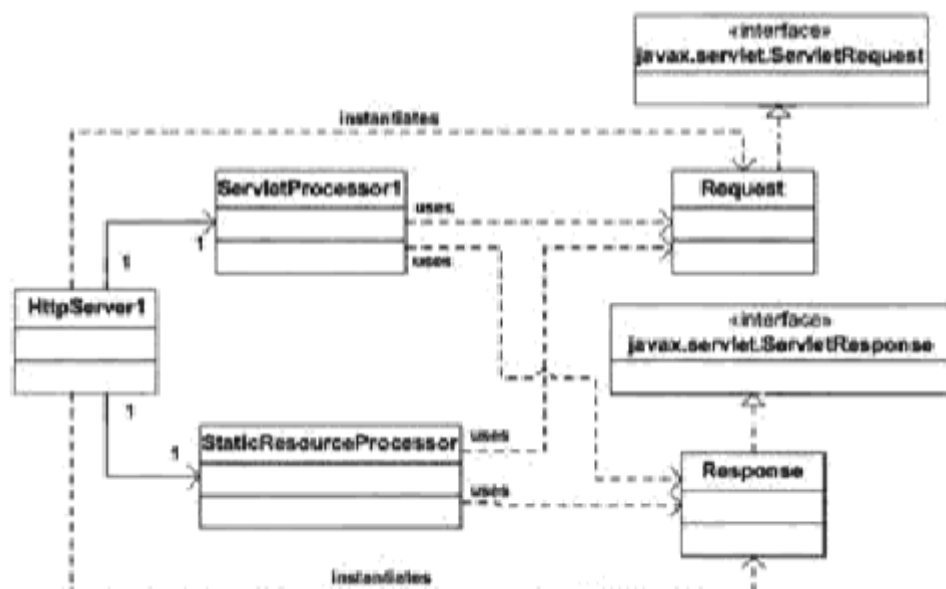 «interface»
javax.servlet.ServletRequest
instantiates
ServletProcessor1
Request
uses
1
uses
1
HttpServer1
«interface»
javax.servlet.ServletResponse
1
uses
1
StaticResourceProcessor
Response
uses
instantiates